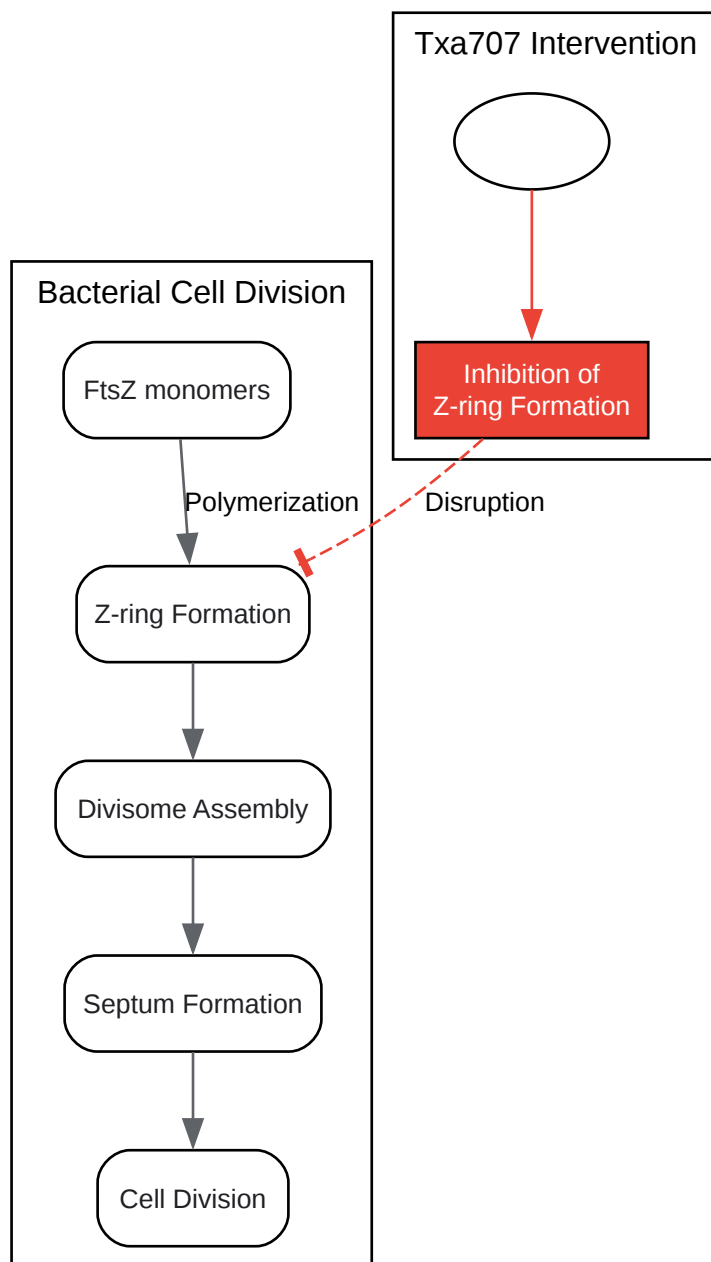 Txa707 Intervention
Inhibition of
Z-ring Formation
Disruption
Bacterial Cell Division
FtsZ monomers
Polymerization
Z-ring Formation
Divisome Assembly
Septum Formation
Cell Division